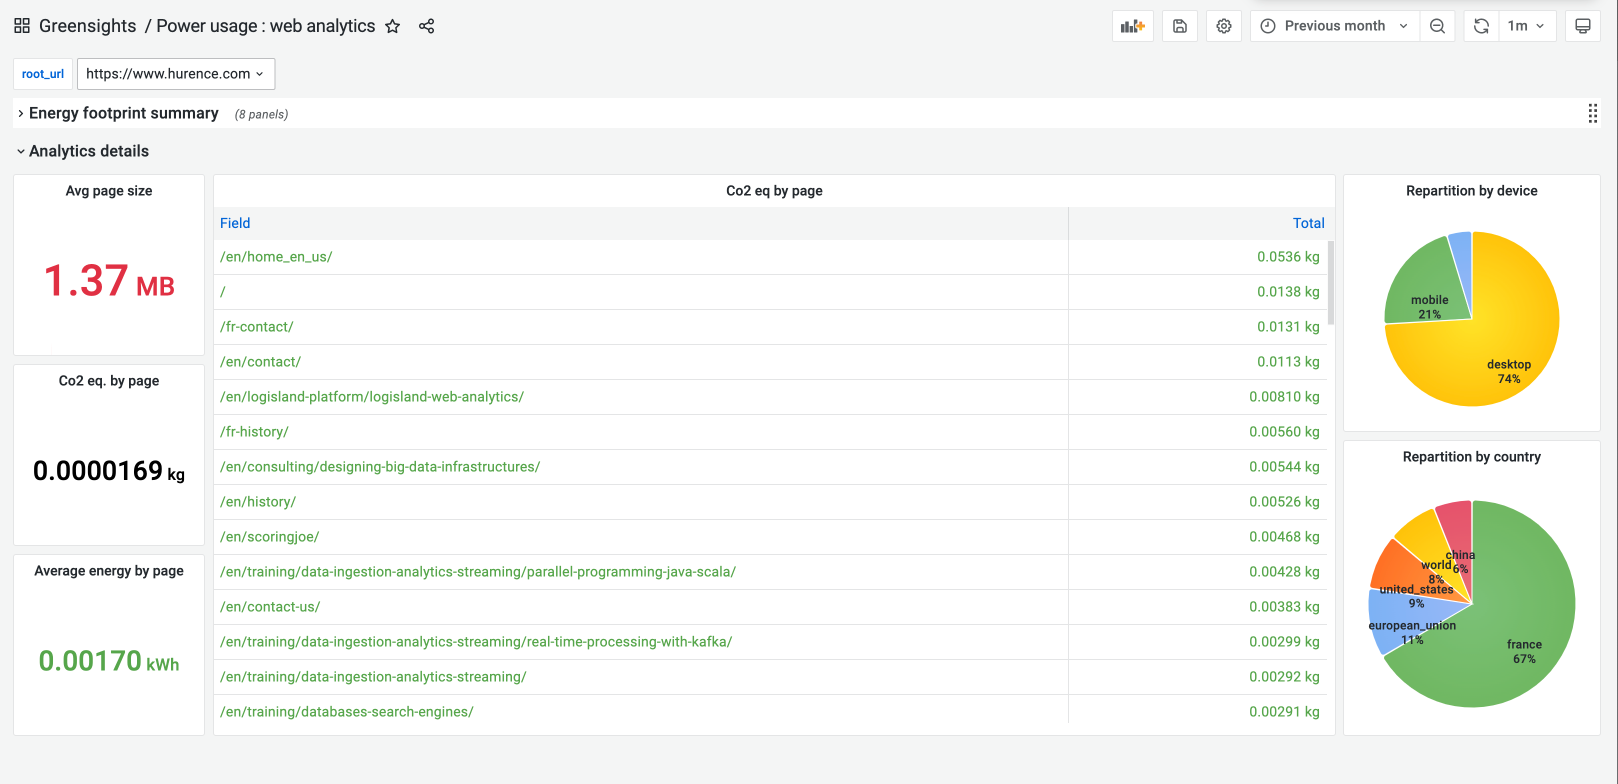 Greensights / Power usage : web analytics
Previous month
1m
root_url
https://www.hurence.com
Energy footprint summary (8 panels)
Analytics details
Avg page size
1.37 MB
Co2 eq. by page
0.0000169 kg
Average energy by page
0.00170 kWh
Co2 eq by page
Field Total
/en/home_en_us/ 0.0536 kg
/ 0.0138 kg
/fr-contact/ 0.0131 kg
/en/contact/ 0.0113 kg
/en/logisland-platform/logisland-web-analytics/ 0.00810 kg
/fr-history/ 0.00560 kg
/en/consulting/designing-big-data-infrastructures/ 0.00544 kg
/en/history/ 0.00526 kg
/en/scoringjoe/ 0.00468 kg
/en/training/data-ingestion-analytics-streaming/parallel-programming-java-scala/ 0.00428 kg
/en/contact-us/ 0.00383 kg
/en/training/data-ingestion-analytics-streaming/real-time-processing-with-kafka/ 0.00299 kg
/en/training/data-ingestion-analytics-streaming/ 0.00292 kg
/en/training/databases-search-engines/ 0.00291 kg
Repartition by device
mobile
21%
desktop
74%
Repartition by country
china
6%
world
8%
united_states
9%
european_union
11%
france
67%